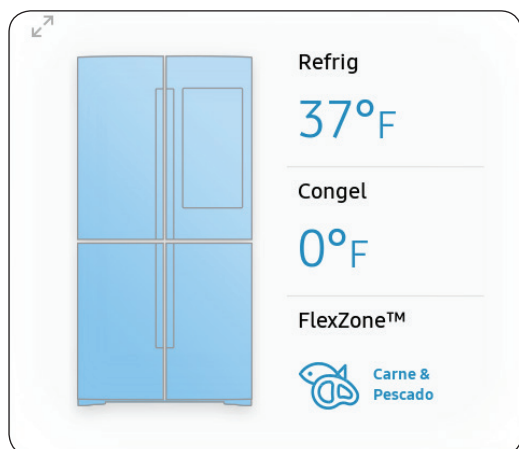 Refrig
37°F
Congel
0°F
FlexZone™
Carne &
Pescado